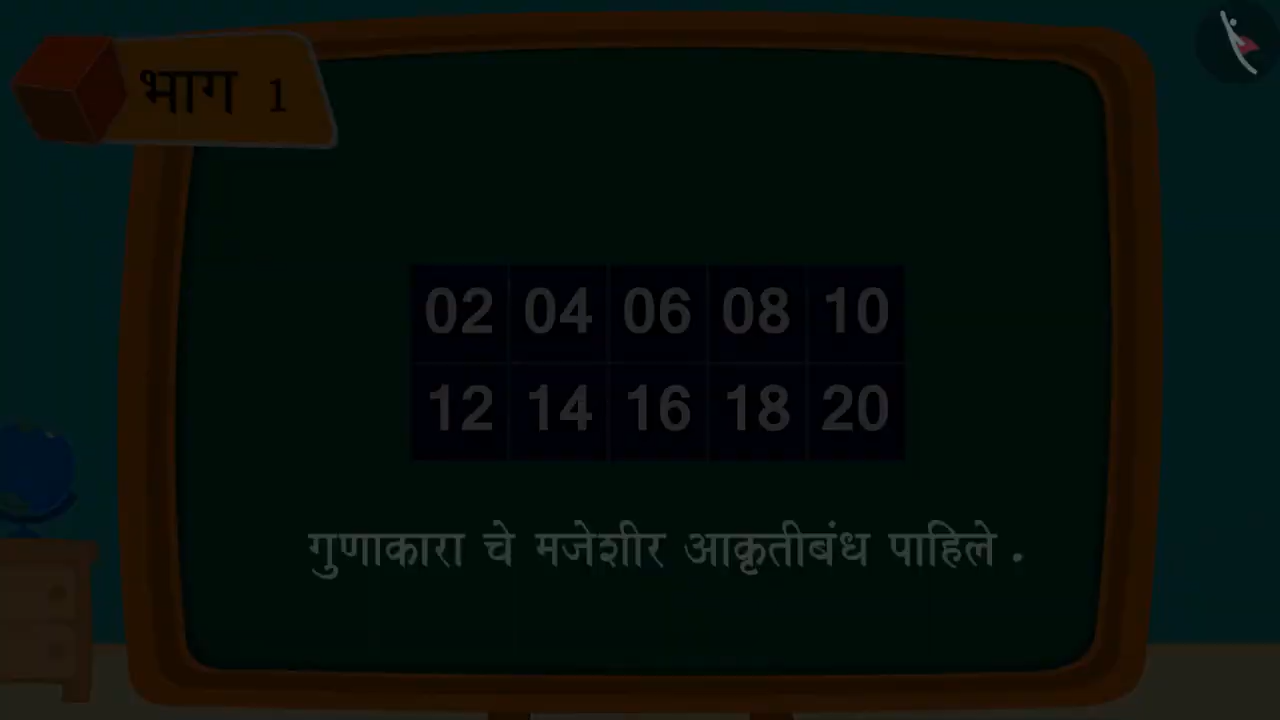 भाग 1
02 04 06 08 10
12 14 16 18 20
गुणाकारा चे मजेशीर आकृतीबंध पाहिले .